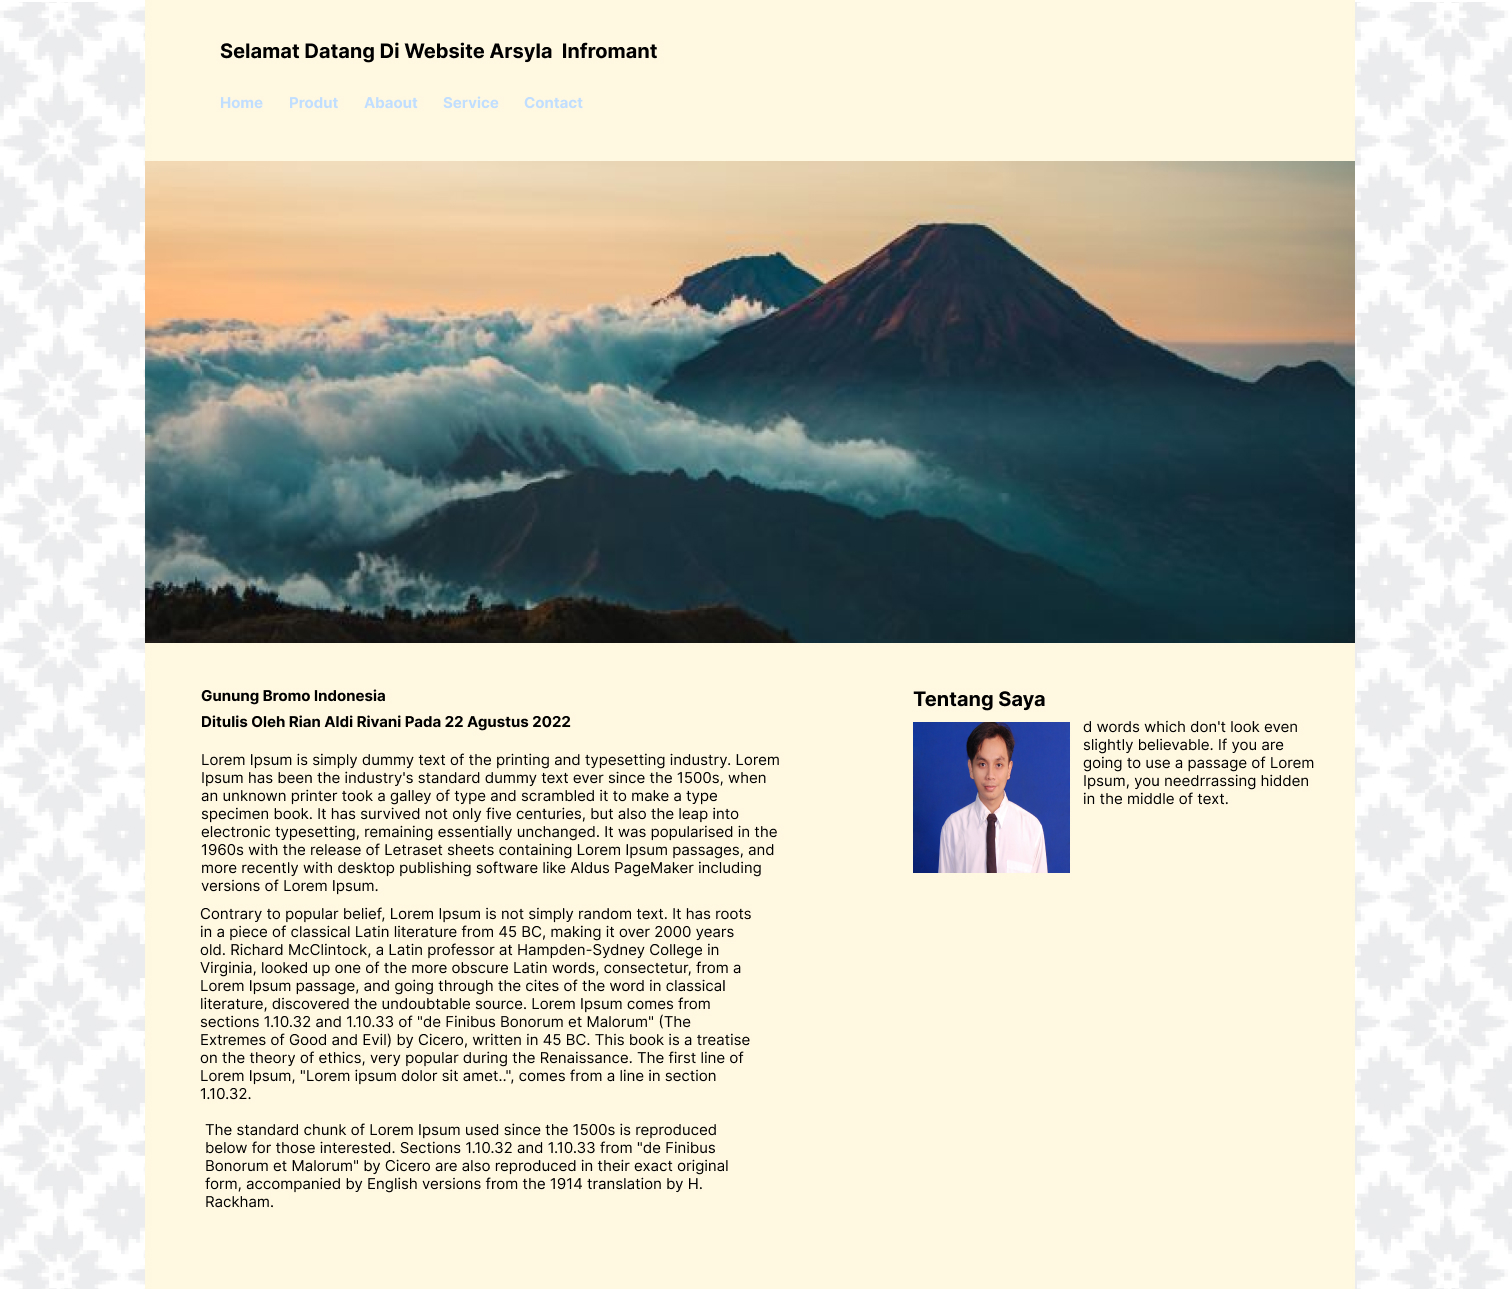 Selamat Datang Di Website Arsyla  Infromant
Home Produt Abaout Service Contact
Gunung Bromo Indonesia
Ditulis Oleh Rian Aldi Rivani Pada 22 Agustus 2022
Lorem Ipsum is simply dummy text of the printing and typesetting industry. Lorem
Ipsum has been the industry's standard dummy text ever since the 1500s, when
an unknown printer took a galley of type and scrambled it to make a type
specimen book. It has survived not only five centuries, but also the leap into
electronic typesetting, remaining essentially unchanged. It was popularised in the
1960s with the release of Letraset sheets containing Lorem Ipsum passages, and
more recently with desktop publishing software like Aldus PageMaker including
versions of Lorem Ipsum.
Contrary to popular belief, Lorem Ipsum is not simply random text. It has roots
in a piece of classical Latin literature from 45 BC, making it over 2000 years
old. Richard McClintock, a Latin professor at Hampden-Sydney College in
Virginia, looked up one of the more obscure Latin words, consectetur, from a
Lorem Ipsum passage, and going through the cites of the word in classical
literature, discovered the undoubtable source. Lorem Ipsum comes from
sections 1.10.32 and 1.10.33 of "de Finibus Bonorum et Malorum" (The
Extremes of Good and Evil) by Cicero, written in 45 BC. This book is a treatise
on the theory of ethics, very popular during the Renaissance. The first line of
Lorem Ipsum, "Lorem ipsum dolor sit amet..", comes from a line in section
1.10.32.
The standard chunk of Lorem Ipsum used since the 1500s is reproduced
below for those interested. Sections 1.10.32 and 1.10.33 from "de Finibus
Bonorum et Malorum" by Cicero are also reproduced in their exact original
form, accompanied by English versions from the 1914 translation by H.
Rackham.
Tentang Saya
d words which don't look even
slightly believable. If you are
going to use a passage of Lorem
Ipsum, you needrrassing hidden
in the middle of text.